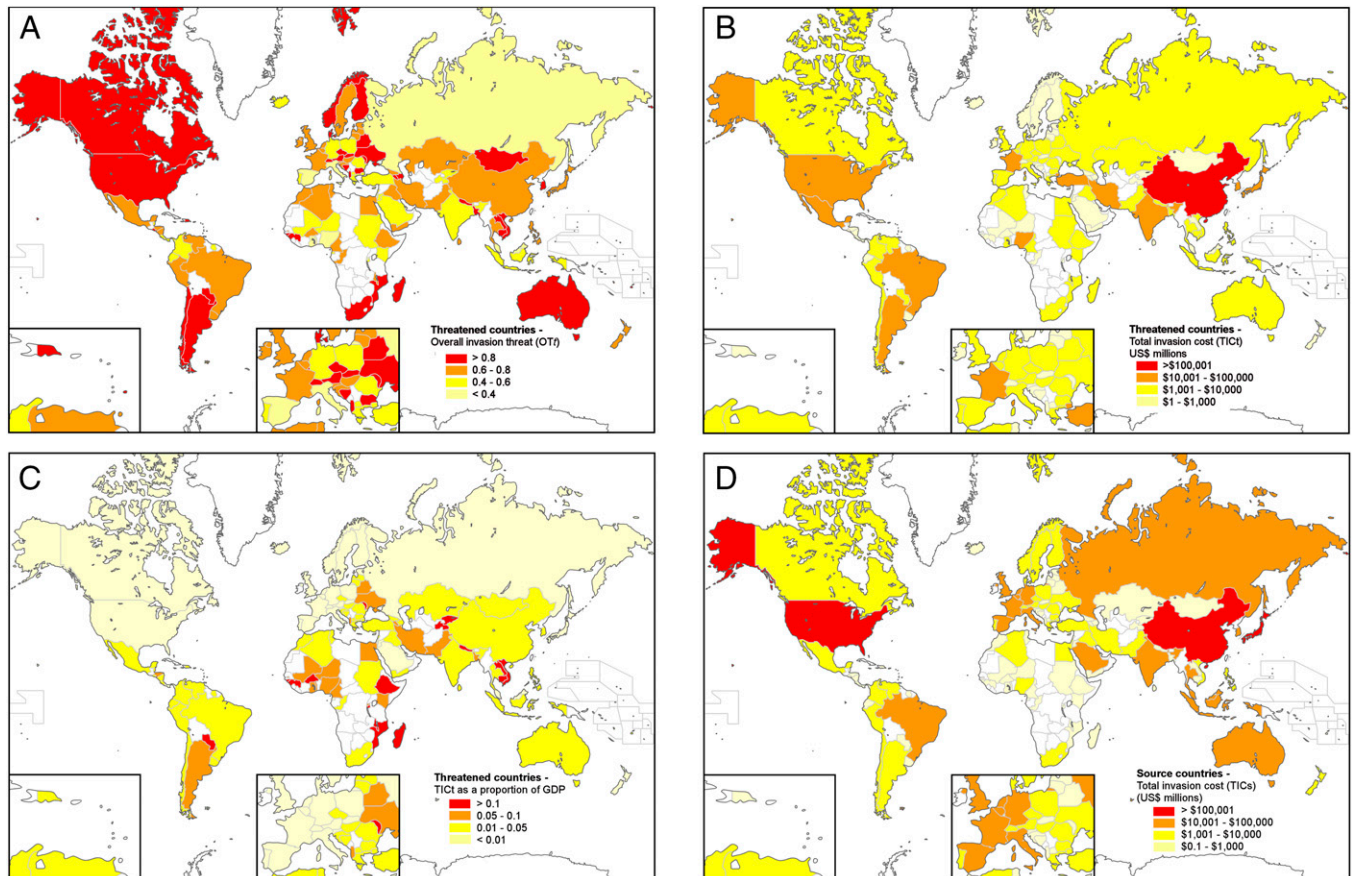 A
Threatened countries -
Overall invasion threat (OTt)
> 0.8
0.6 - 0.8
0.4 - 0.6
< 0.4
B
Threatened countries -
Total invasion cost (TICt)
US$ millions
>$100,001
$10,001 - $100,000
$1,001 - $10,000
$1 - $1,000
C
Threatened countries -
TICt as a proportion of GDP
> 0.1
0.05 - 0.1
0.01 - 0.05
< 0.01
D
Source countries -
Total invasion cost (TICs)
(US$ millions)
> $100,001
$10,001 - $100,000
$1,001 - $10,000
$0.1 - $1,000